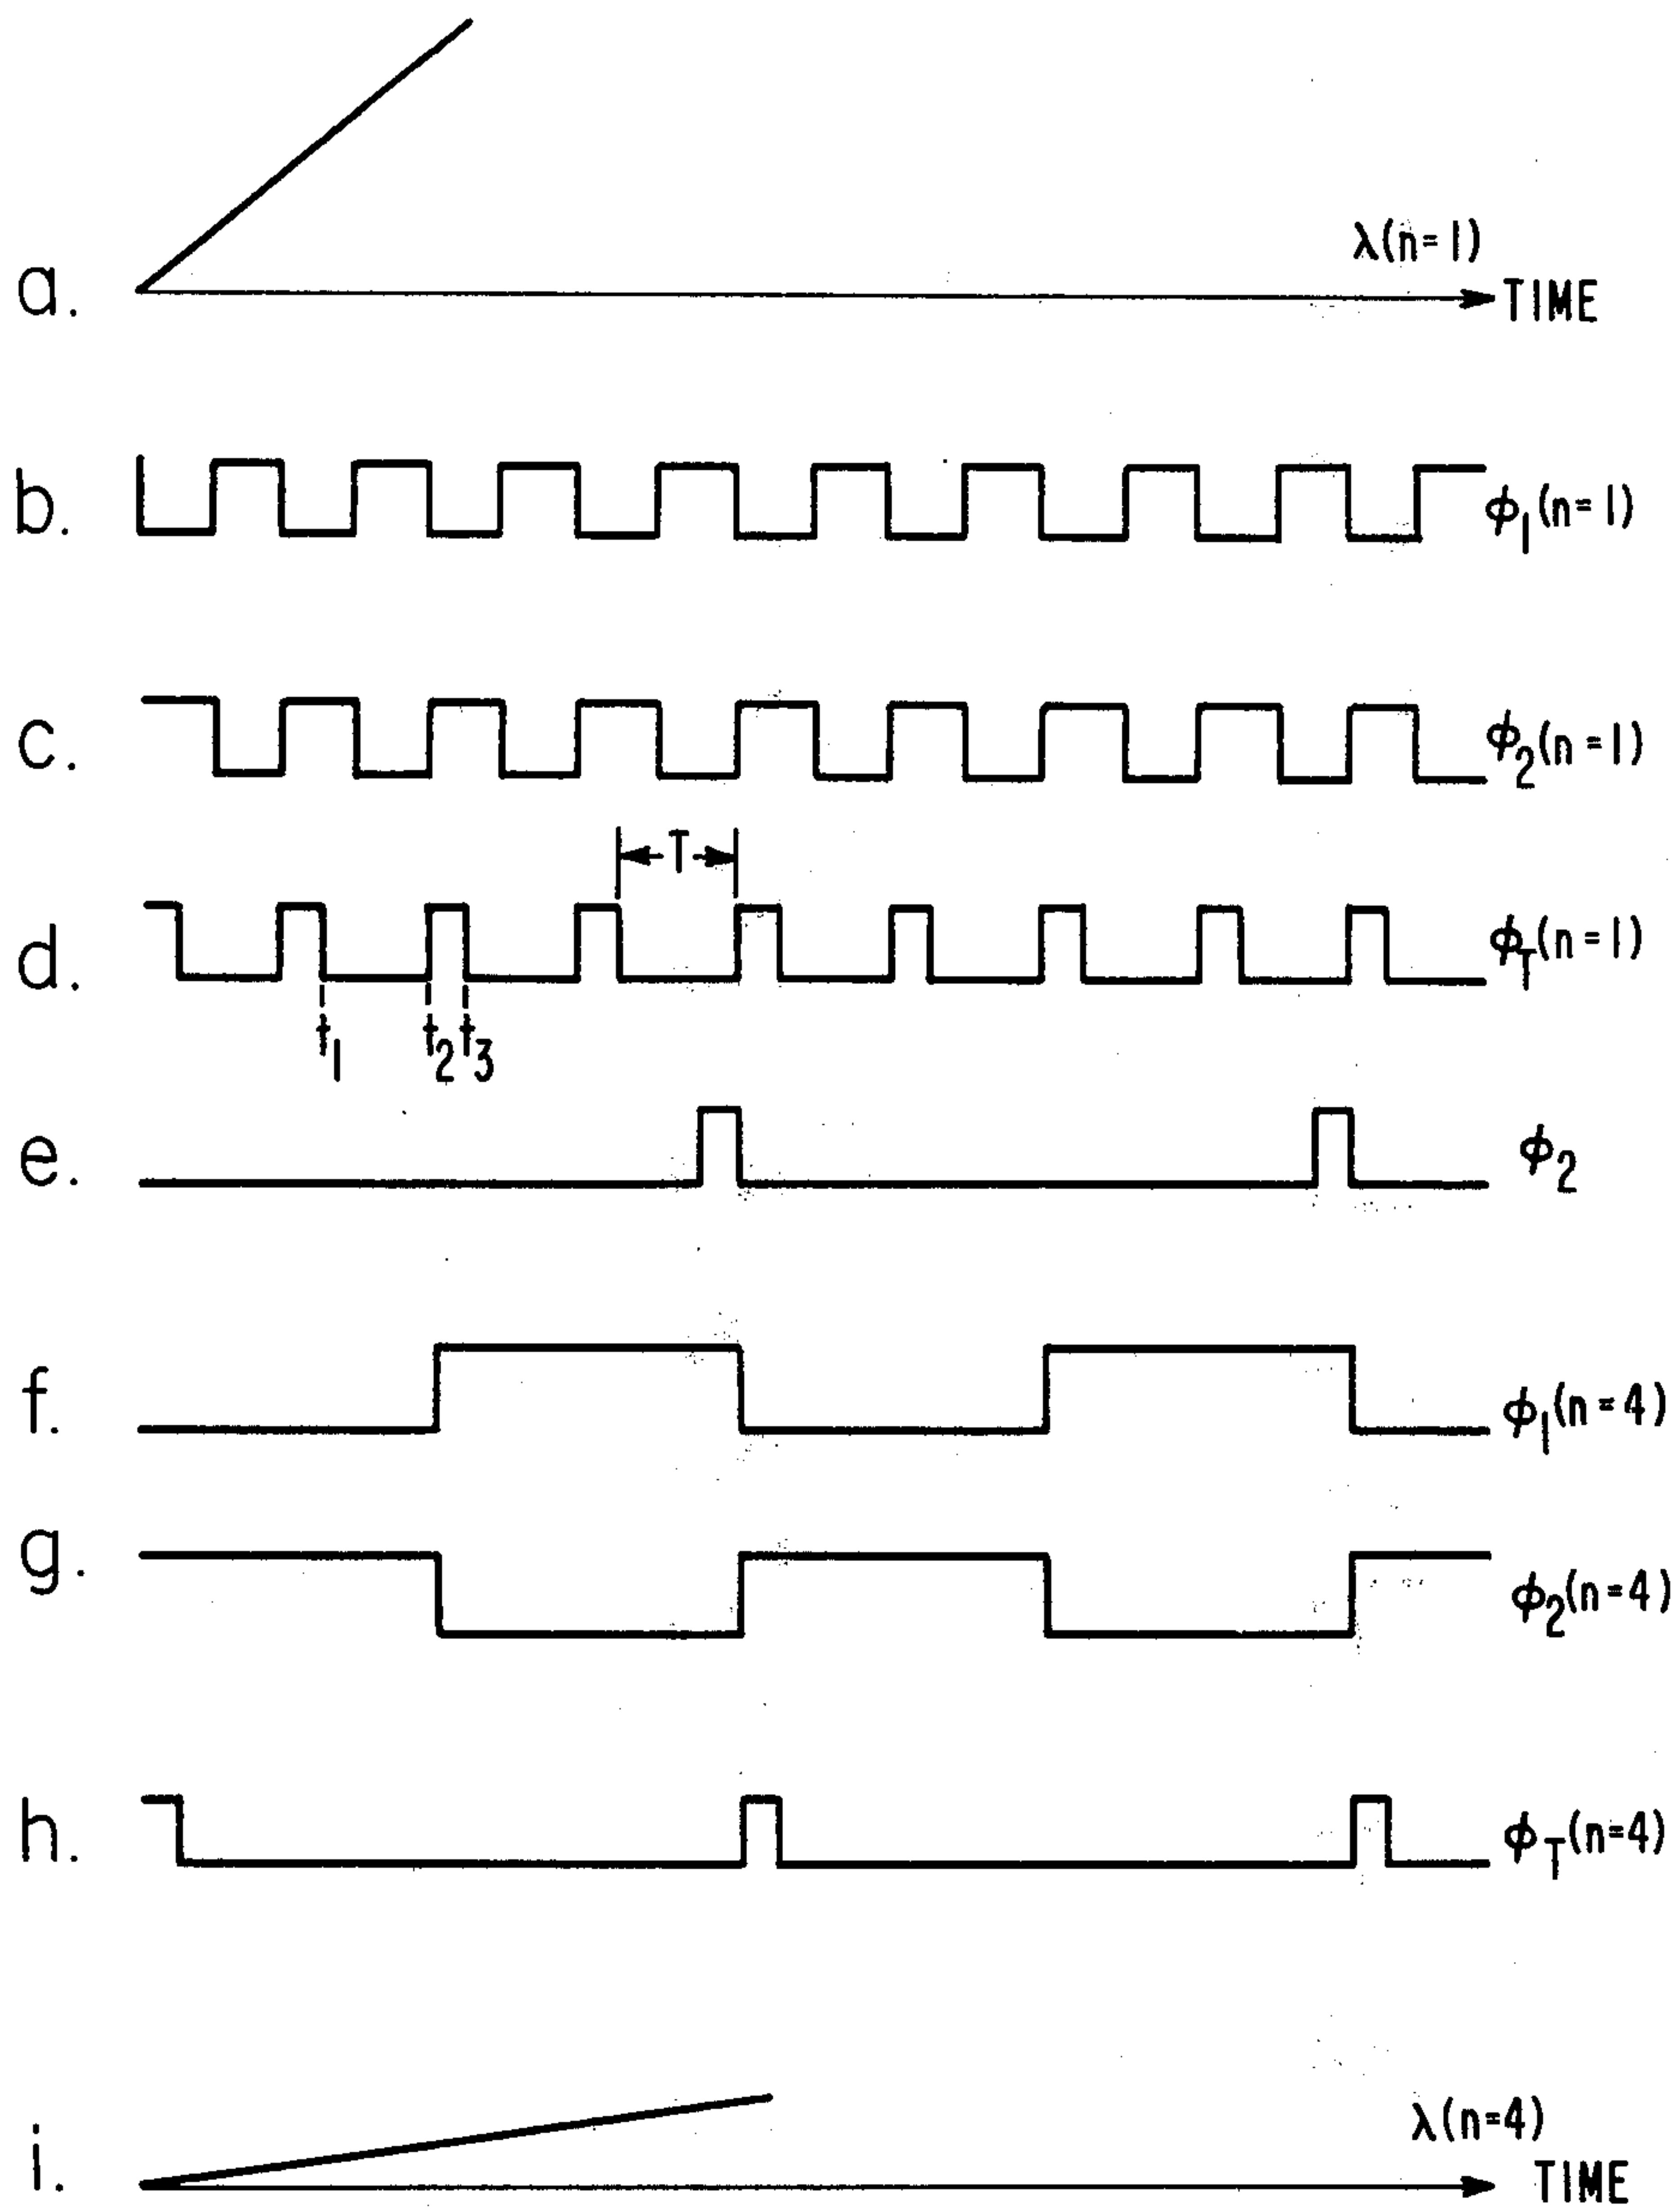 λ(n=1)
a.
TIME
b.
ϕ1(n=1)
c.
ϕ2(n=1)
T
d.
ϕT(n=1)
t1 t2 t3
e.
ϕ2
f.
ϕ1(n=4)
g.
ϕ2(n=4)
h.
ϕT(n=4)
λ(n=4)
i.
TIME